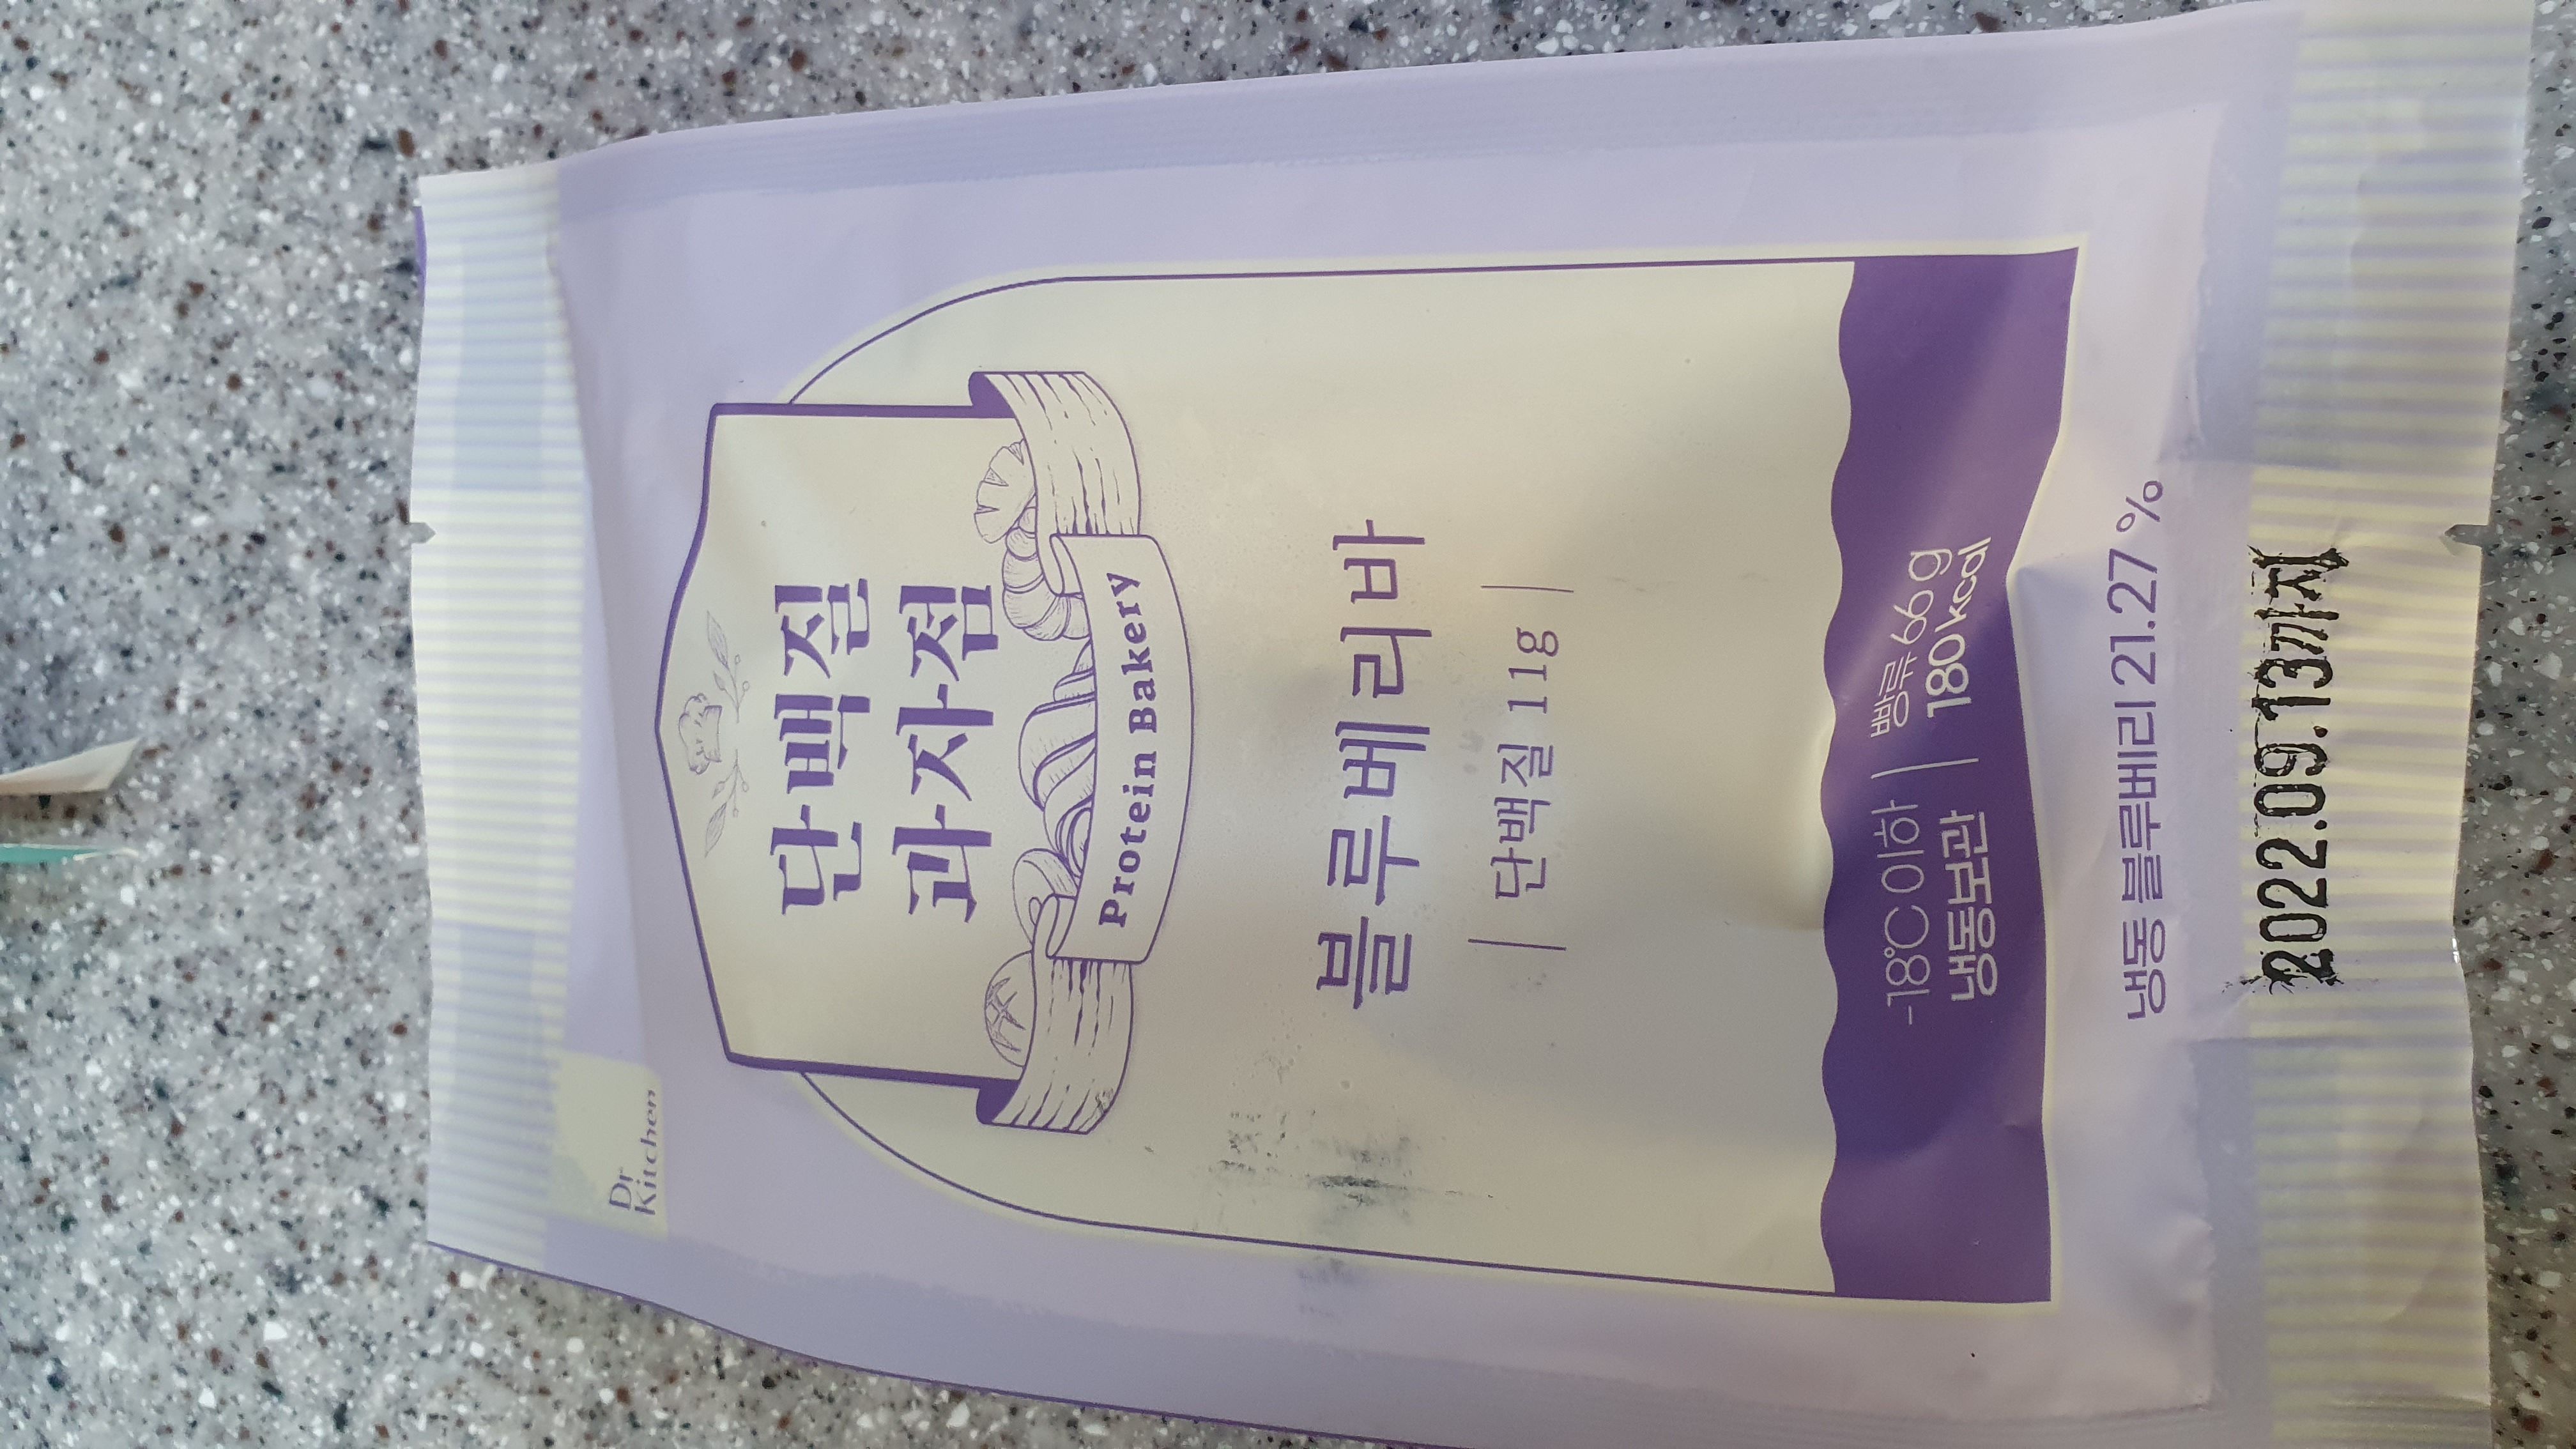 Dr.
Kitchen
단백질
과자점
Protein Bakery
블루베리바
단백질 11g
-18℃ 이하
냉동보관
빵류 66g
180kcal
냉동 블루베리 21.27%
2022.09.13까지